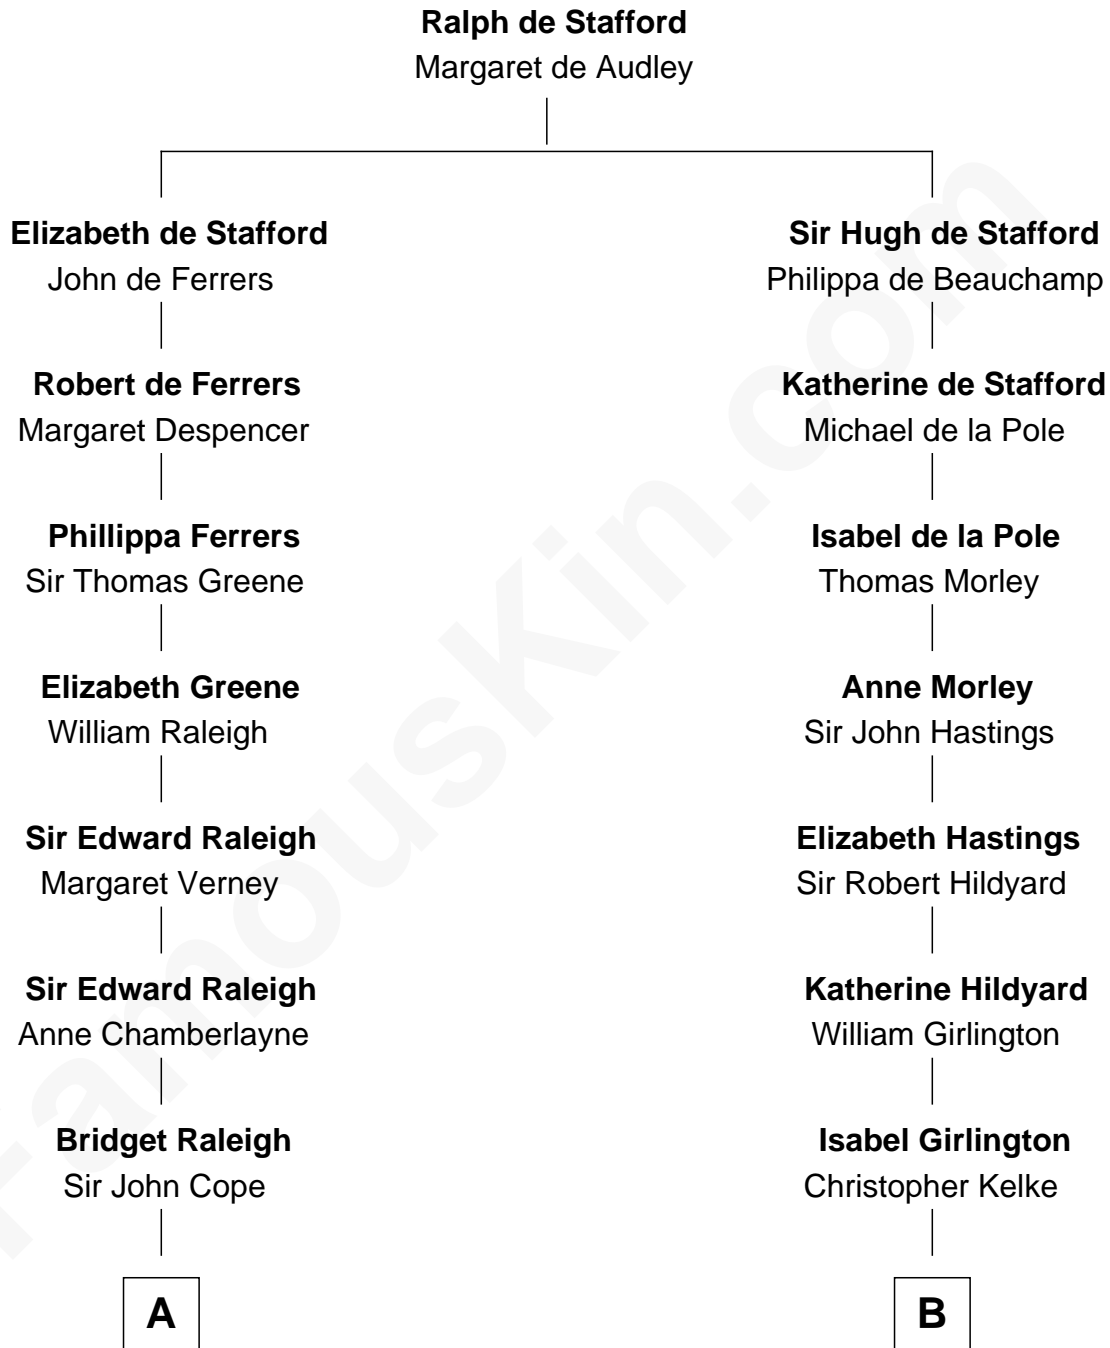 Ralph de Stafford
Margaret de Audley
Elizabeth de Stafford
John de Ferrers
Sir Hugh de Stafford
Philippa de Beauchamp
Robert de Ferrers
Margaret Despencer
Katherine de Stafford
Michael de la Pole
Phillippa Ferrers
Sir Thomas Greene
Isabel de la Pole
Thomas Morley
Elizabeth Greene
William Raleigh
Anne Morley
Sir John Hastings
Sir Edward Raleigh
Margaret Verney
Elizabeth Hastings
Sir Robert Hildyard
Sir Edward Raleigh
Anne Chamberlayne
Katherine Hildyard
William Girlington
Bridget Raleigh
Sir John Cope
Isabel Girlington
Christopher Kelke
A
B
FamousKin.com